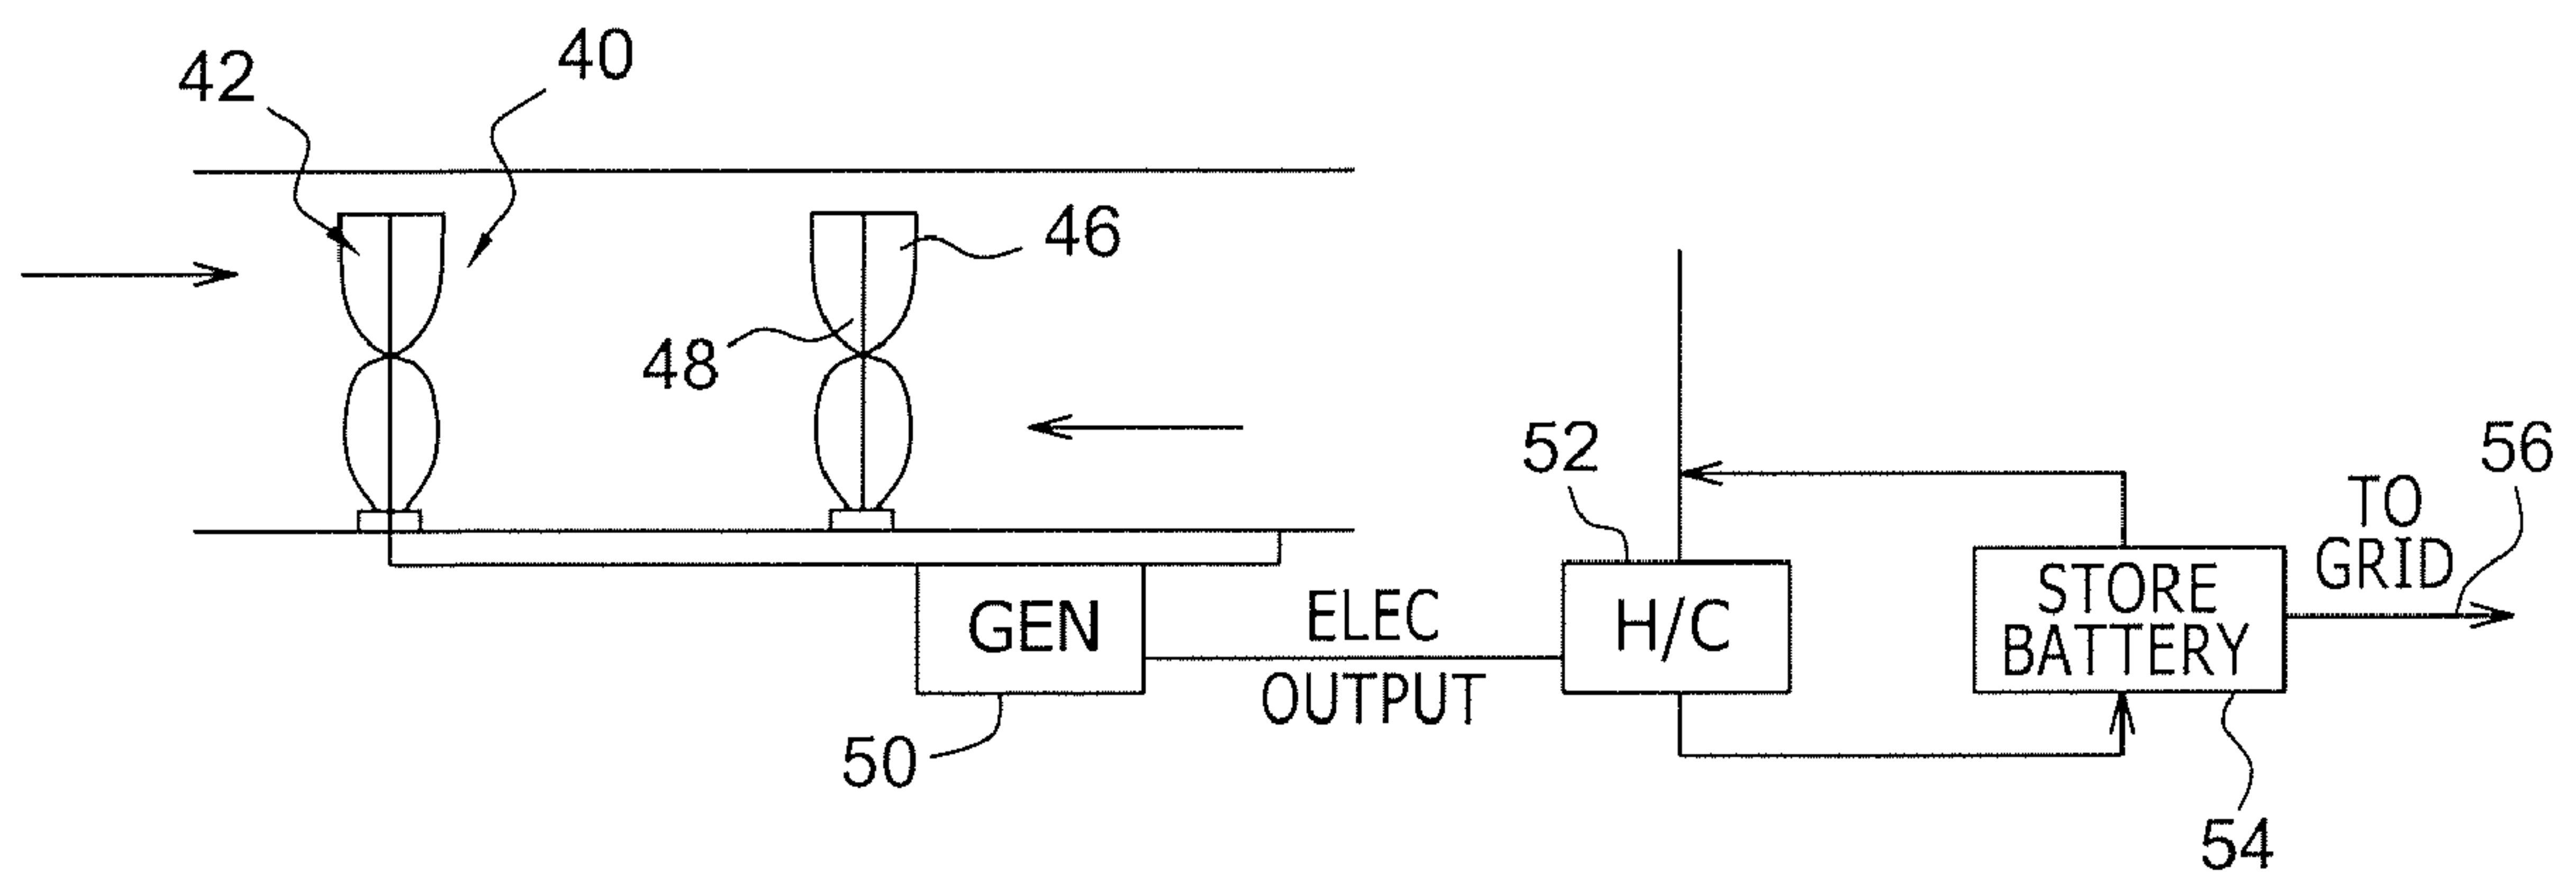 40
42
46
48
52
56
TO
GRID
STORE
BATTERY
GEN
ELEC
OUTPUT
H/C
50
54